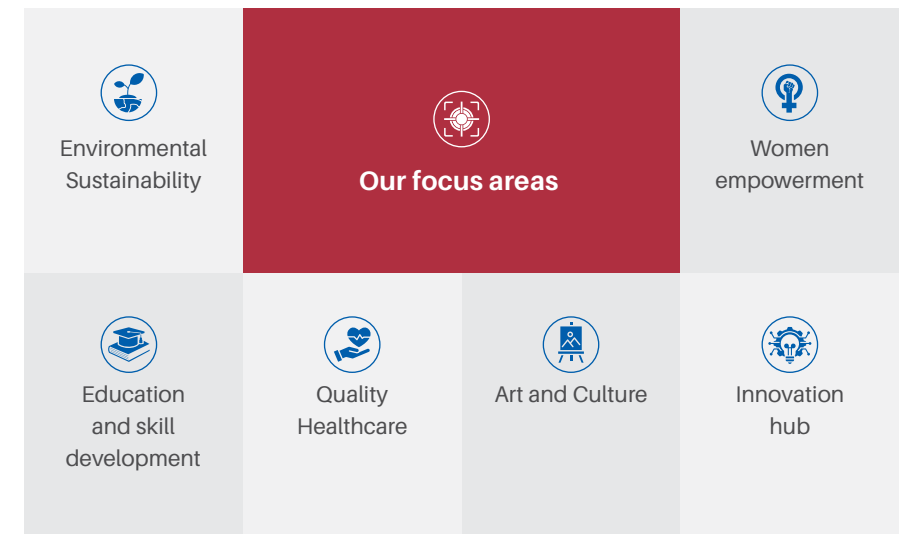 Environmental
Sustainability
Our focus areas
Women
empowerment
Education
and skill
development
Quality
Healthcare
Art and Culture
Innovation
hub